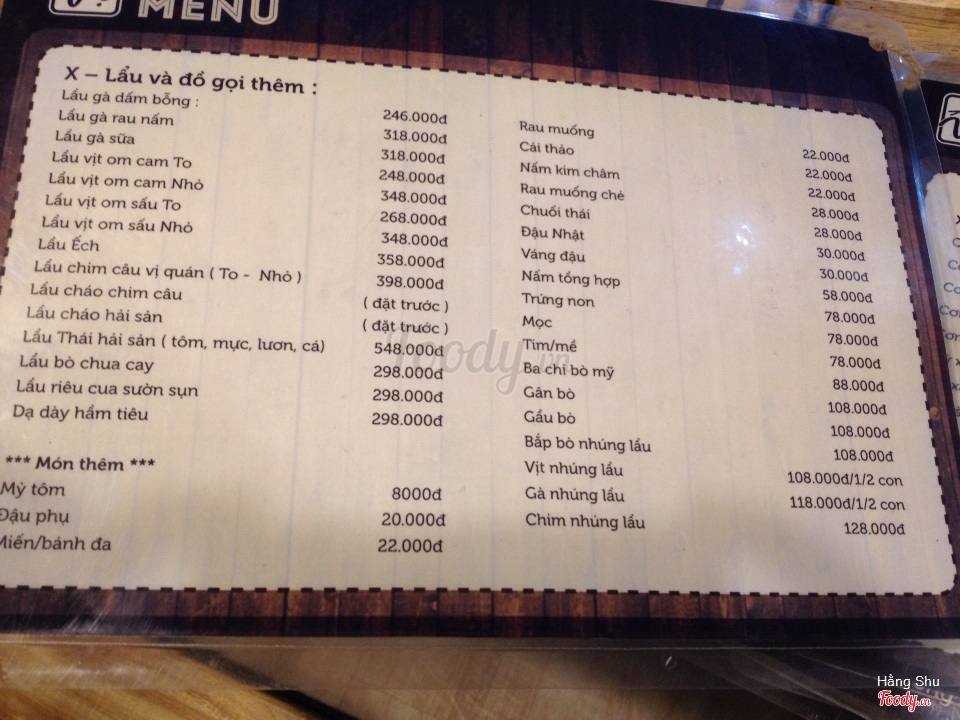 MENU
X – Lẩu và đồ gọi thêm :
Lẩu gà dấm bỗng : 246.000đ
Lẩu gà rau nấm 318.000đ
Lẩu gà sữa 318.000đ
Lẩu vịt om cam To 248.000đ
Lẩu vịt om cam Nhỏ 348.000đ
Lẩu vịt om sấu To 268.000đ
Lẩu vịt om sấu Nhỏ 348.000đ
Lẩu Ếch 358.000đ
Lẩu chim câu vị quán ( To - Nhỏ ) 398.000đ
Lẩu cháo chim câu ( đặt trước )
Lẩu cháo hải sản ( đặt trước )
Lẩu Thái hải sản ( tôm, mực, lươn, cá) 548.000đ
Lẩu bò chua cay 298.000đ
Lẩu riêu cua sườn sụn 298.000đ
Dạ dày hầm tiêu 298.000đ
*** Món thêm ***
Mỳ tôm 8000đ
Đậu phụ 20.000đ
Miến/bánh đa 22.000đ
Rau muống 22.000đ
Cải thảo 22.000đ
Nấm kim châm 22.000đ
Rau muống chẻ 28.000đ
Chuối thái 28.000đ
Đậu Nhật 30.000đ
Váng đậu 30.000đ
Nấm tổng hợp 58.000đ
Trứng non 78.000đ
Mọc 78.000đ
Tim/mề 78.000đ
Ba chỉ bò mỹ 88.000đ
Gân bò 108.000đ
Gầu bò 108.000đ
Bắp bò nhúng lẩu 108.000đ
Vịt nhúng lẩu 108.000đ/1/2 con
Gà nhúng lẩu 118.000đ/1/2 con
Chim nhúng lẩu 128.000đ
foody.vn
Hằng Shu
Foody.vn